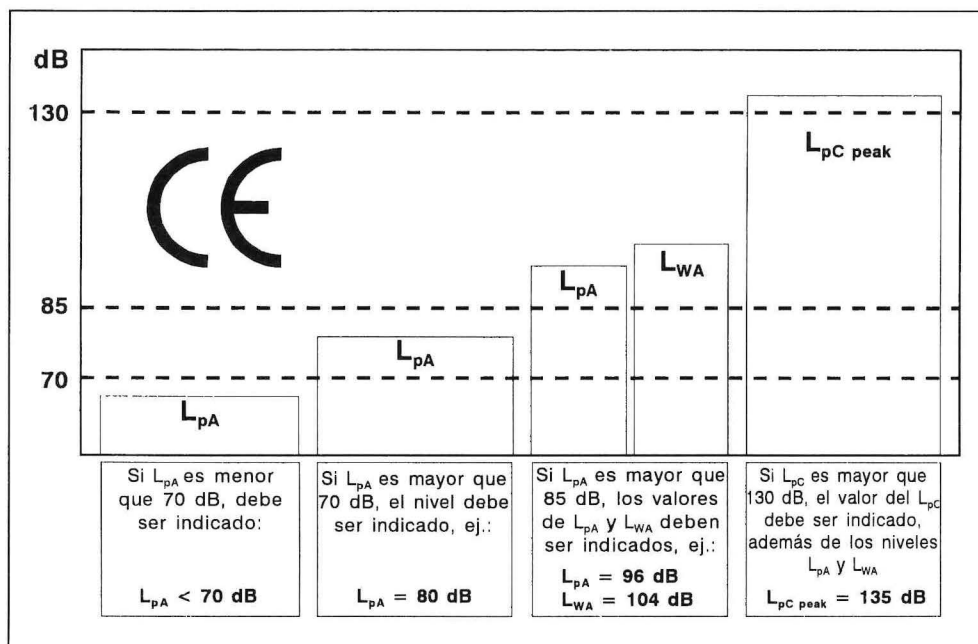 dB
130
85
70
CE
LpA
LpA
LpA
LWA
LpC peak
Si LpA es menor
que 70 dB, debe
ser indicado:
LpA < 70 dB
Si LpA es mayor que
70 dB, el nivel debe
ser indicado, ej.:
LpA = 80 dB
Si LpA es mayor que
85 dB, los valores
de LpA y LWA deben
ser indicados, ej.:
LpA = 96 dB
LWA = 104 dB
Si LpC es mayor que
130 dB, el valor del LpC
debe ser indicado,
además de los niveles
LpA y LWA
LpC peak = 135 dB